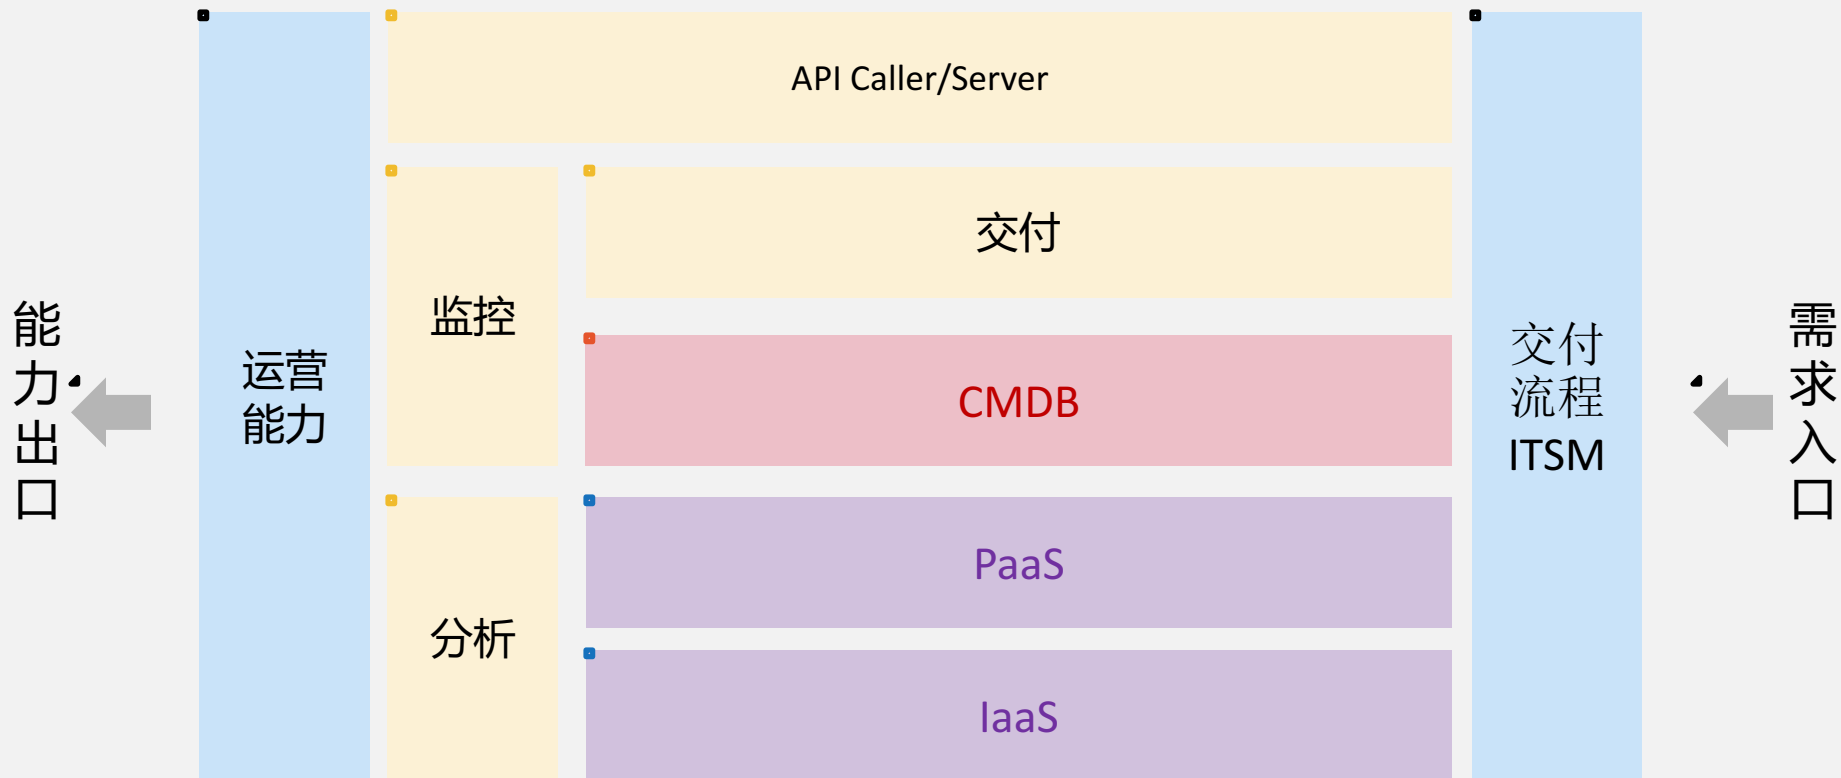 API Caller/Server
交付
监控
CMDB
运营
能力
交付
流程
ITSM
能
力
出
口
需
求
入
口
PaaS
分析
IaaS